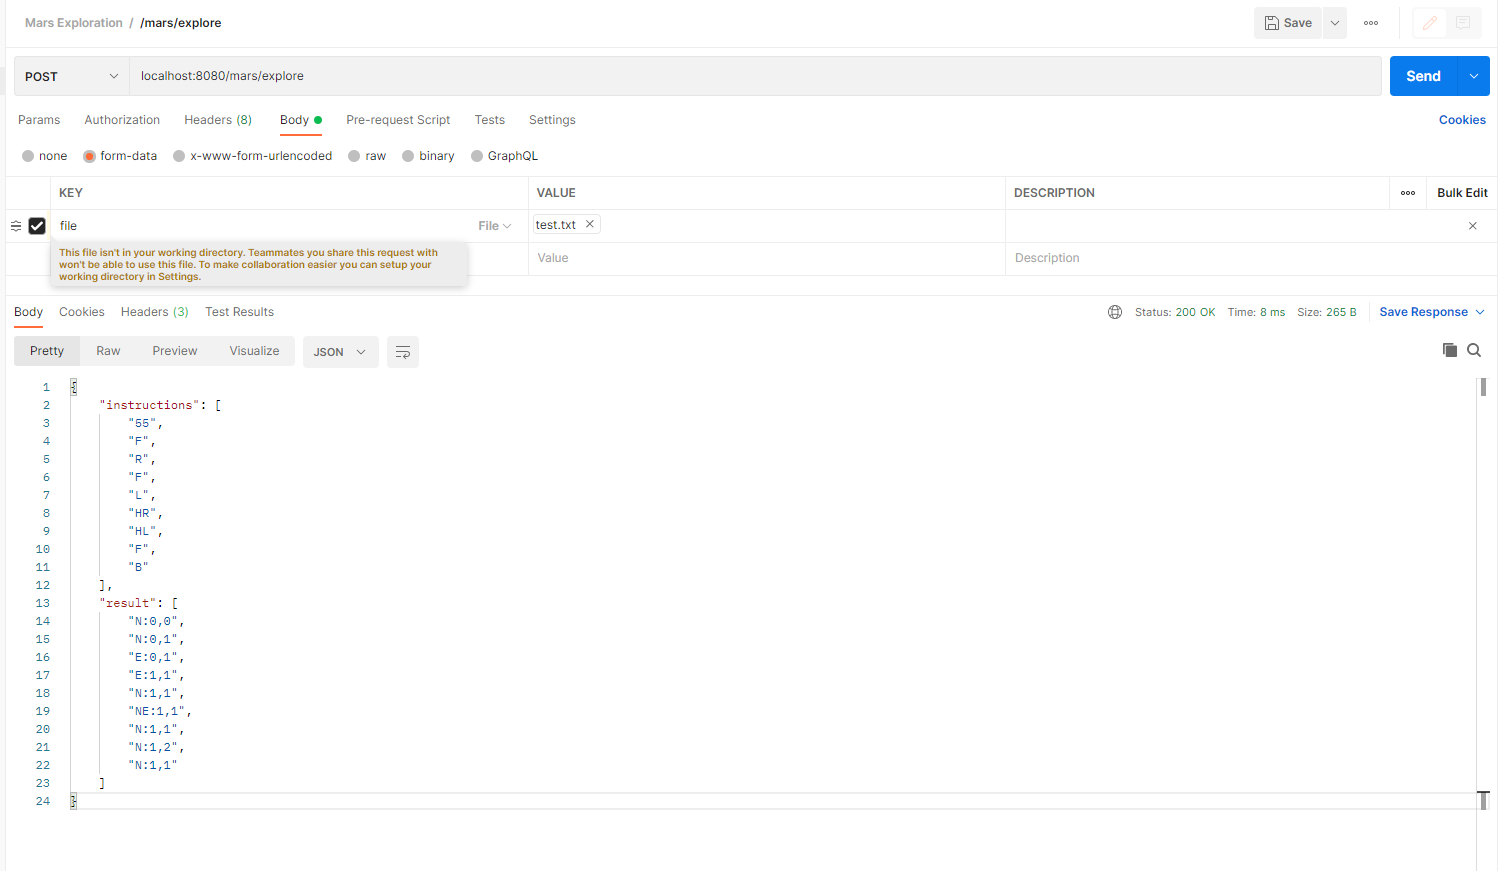 Mars Exploration / /mars/explore
Save
POST
localhost:8080/mars/explore
Send
Params Authorization Headers (8) Body Pre-request Script Tests Settings Cookies
none form-data x-www-form-urlencoded raw binary GraphQL
KEY VALUE DESCRIPTION Bulk Edit
file File test.txt
This file isn't in your working directory. Teammates you share this request with
won't be able to use this file. To make collaboration easier you can setup your
working directory in Settings.
Value Description
Body Cookies Headers (3) Test Results Status: 200 OK Time: 8 ms Size: 265 B Save Response
Pretty Raw Preview Visualize JSON
1 {
2 "instructions": [
3 "55",
4 "F",
5 "R",
6 "F",
7 "L",
8 "HR",
9 "HL",
10 "F",
11 "B"
12 ],
13 "result": [
14 "N:0,0",
15 "N:0,1",
16 "E:0,1",
17 "E:1,1",
18 "N:1,1",
19 "NE:1,1",
20 "N:1,1",
21 "N:1,2",
22 "N:1,1"
23 ]
24 }